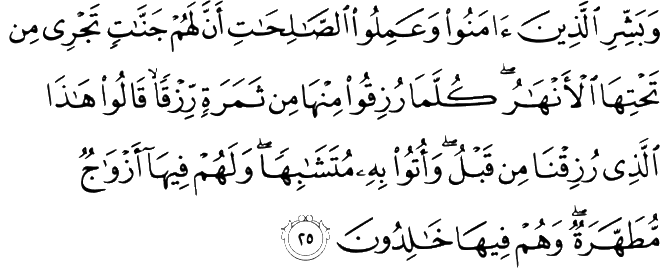 وَبَشِّرِ ٱلَّذِينَ ءَامَنُوا۟ وَعَمِلُوا۟ ٱلصَّـٰلِحَـٰتِ أَنَّ لَهُمْ جَنَّـٰتٍ تَجْرِى مِن
تَحْتِهَا ٱلْأَنْهَـٰرُ ۖ كُلَّمَا رُزِقُوا۟ مِنْهَا مِن ثَمَرَةٍ رِّزْقًا ۙ قَالُوا۟ هَـٰذَا
ٱلَّذِى رُزِقْنَا مِن قَبْلُ ۖ وَأُتُوا۟ بِهِۦ مُتَشَـٰبِهًا ۖ وَلَهُمْ فِيهَآ أَزْوَٰجٌ
مُّطَهَّرَةٌ ۖ وَهُمْ فِيهَا خَـٰلِدُونَ ٢٥